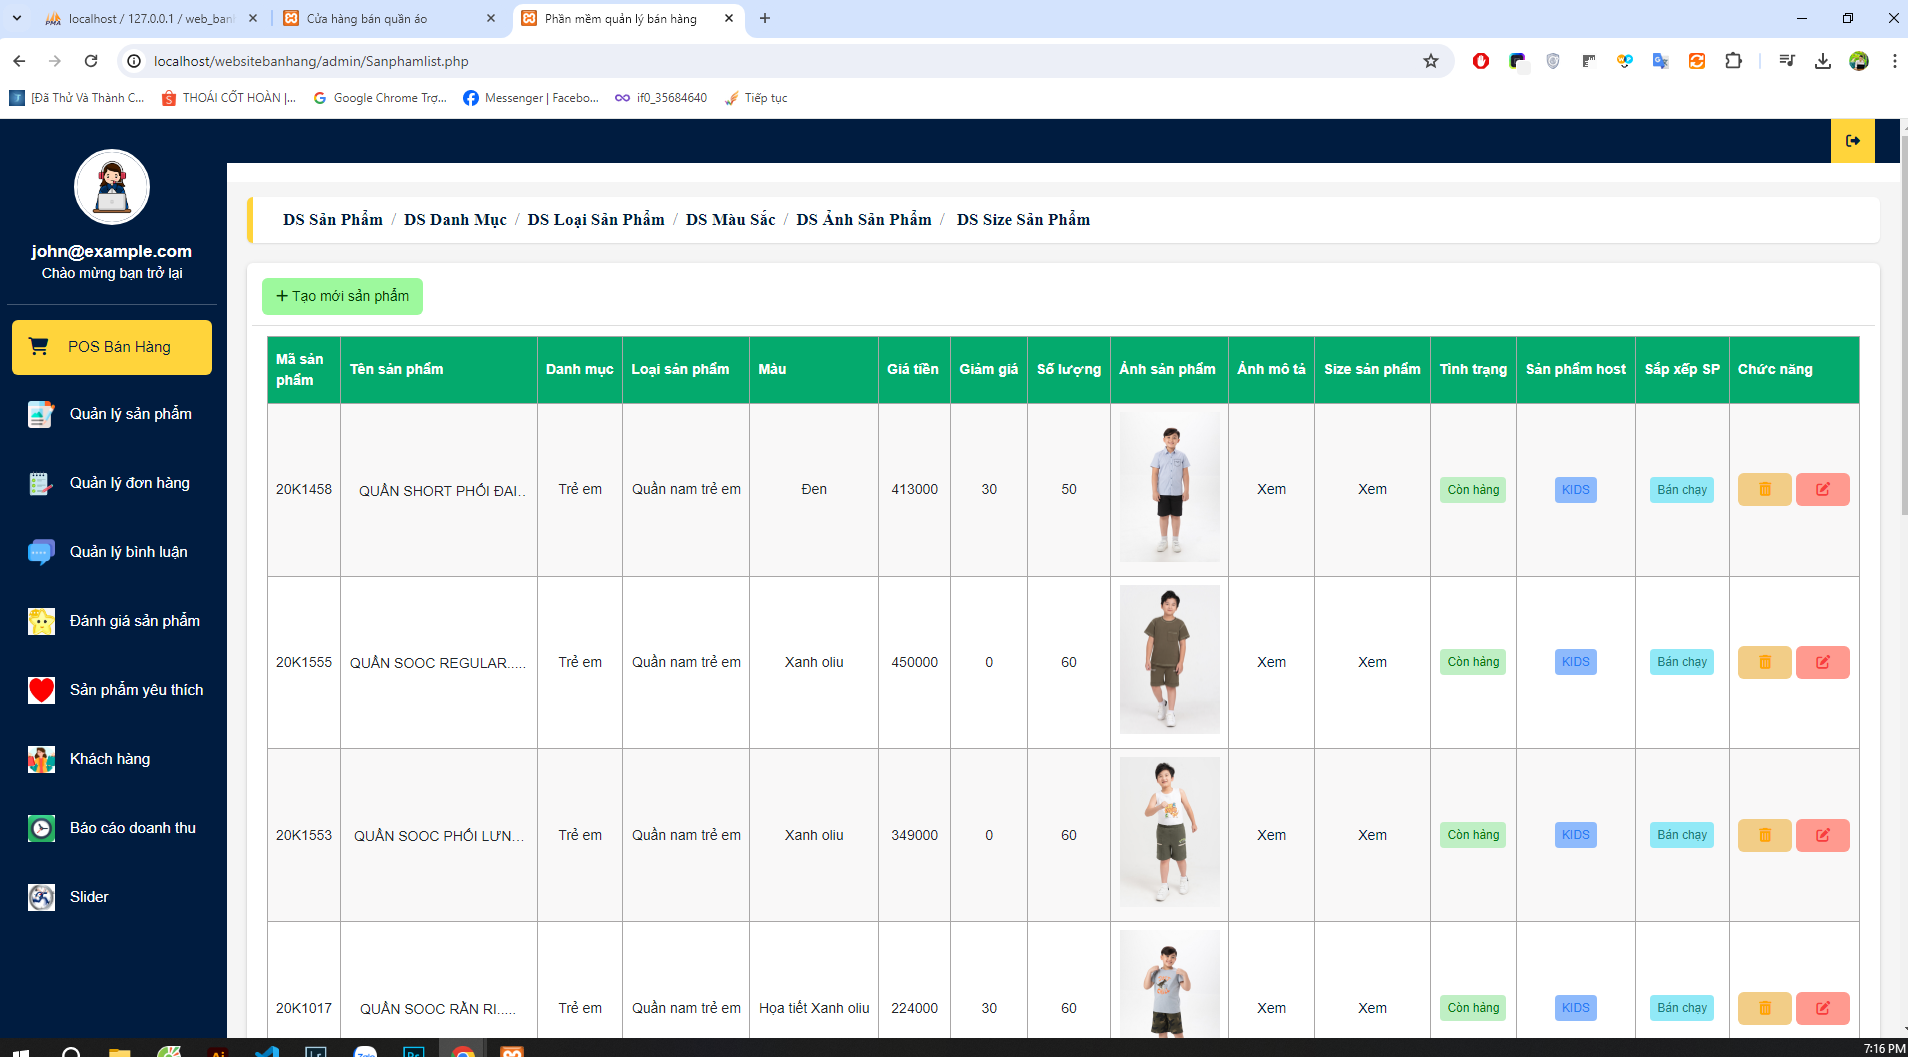 localhost / 127.0.0.1 / web_ban
Cửa hàng bán quần áo
Phần mềm quản lý bán hàng
localhost/websitebanhang/admin/Sanphamlist.php
[Đã Thử Và Thành C...
THOÁI CỐT HOÀN |...
Google Chrome Trợ...
Messenger | Facebo...
if0_35684640
Tiếp tục
john@example.com
Chào mừng bạn trở lại
POS Bán Hàng
Quản lý sản phẩm
Quản lý đơn hàng
Quản lý bình luận
Đánh giá sản phẩm
Sản phẩm yêu thích
Khách hàng
Báo cáo doanh thu
Slider
DS Sản Phẩm / DS Danh Mục / DS Loại Sản Phẩm / DS Màu Sắc / DS Ảnh Sản Phẩm / DS Size Sản Phẩm
+ Tạo mới sản phẩm
Mã sản phẩm Tên sản phẩm Danh mục Loại sản phẩm Màu Giá tiền Giảm giá Số lượng Ảnh sản phẩm Ảnh mô tả Size sản phẩm Tình trạng Sản phẩm host Sắp xếp SP Chức năng
20K1458 QUẦN SHORT PHỐI ĐAI.. Trẻ em Quần nam trẻ em Đen 413000 30 50 Xem Xem Còn hàng KIDS Bán chạy
20K1555 QUẦN SOOC REGULAR..... Trẻ em Quần nam trẻ em Xanh oliu 450000 0 60 Xem Xem Còn hàng KIDS Bán chạy
20K1553 QUẦN SOOC PHỐI LƯN... Trẻ em Quần nam trẻ em Xanh oliu 349000 0 60 Xem Xem Còn hàng KIDS Bán chạy
20K1017 QUẦN SOOC RẰN RI..... Trẻ em Quần nam trẻ em Họa tiết Xanh oliu 224000 30 60 Xem Xem Còn hàng KIDS Bán chạy
7:16 PM